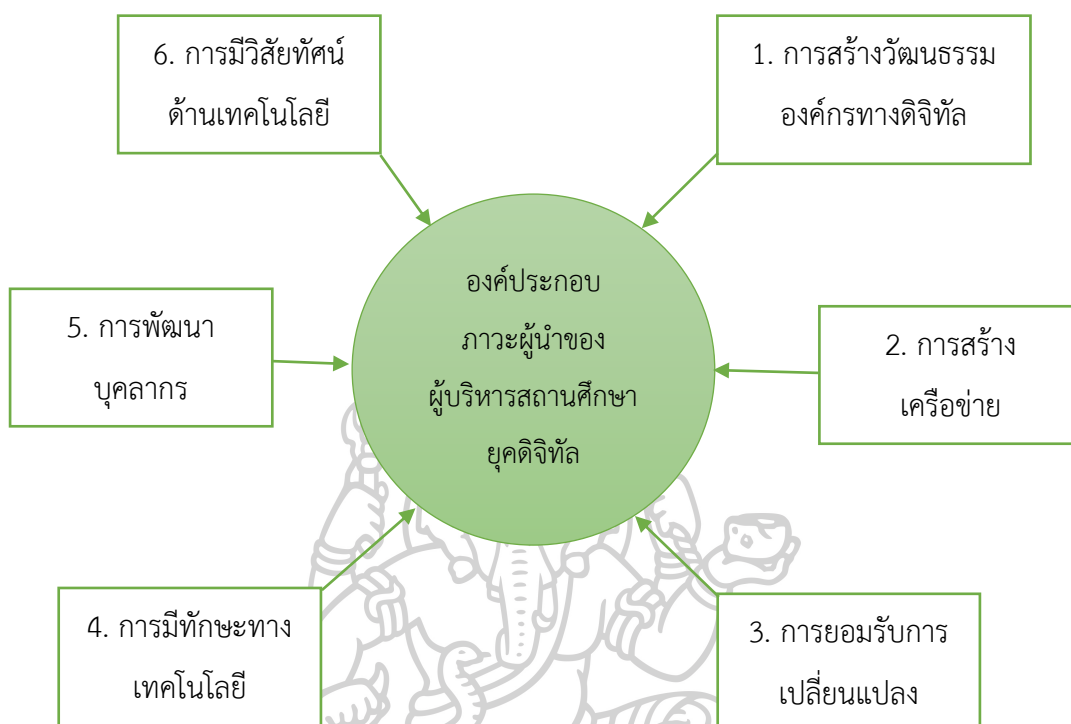 6. การมีวิสัยทัศน์
ด้านเทคโนโลยี
1. การสร้างวัฒนธรรม
องค์กรทางดิจิทัล
องค์ประกอบ
ภาวะผู้นำของ
ผู้บริหารสถานศึกษา
ยุคดิจิทัล
5. การพัฒนา
บุคลากร
2. การสร้าง
เครือข่าย
4. การมีทักษะทาง
เทคโนโลยี
3. การยอมรับการ
เปลี่ยนแปลง